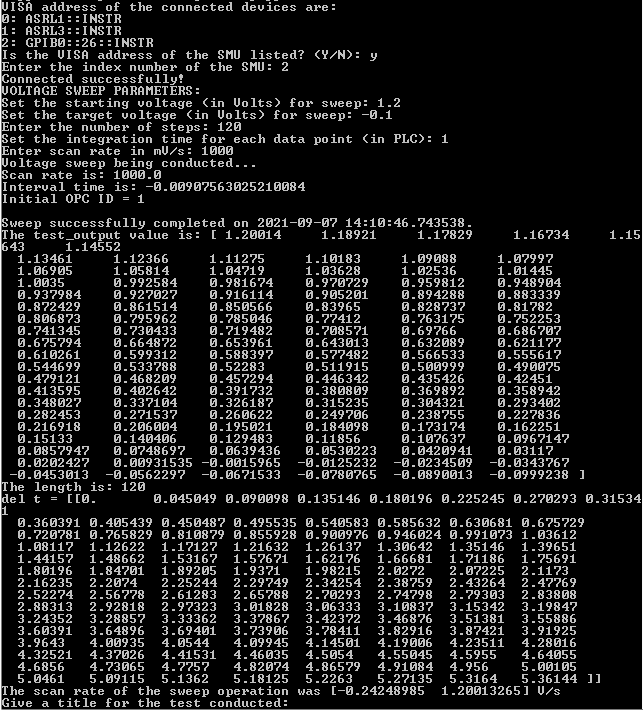 VISA address of the connected devices are:
0: ASRL1::INSTR
1: ASRL3::INSTR
2: GPIB0::26::INSTR
Is the VISA address of the SMU listed? (Y/N): y
Enter the index number of the SMU: 2
Connected successfully!
VOLTAGE SWEEP PARAMETERS:
Set the starting voltage (in Volts) for sweep: 1.2
Set the target voltage (in Volts) for sweep: -0.1
Enter the number of steps: 120
Set the integration time for each data point (in PLC): 1
Enter scan rate in mV/s: 1000
Voltage sweep being conducted...
Scan rate is: 1000.0
Interval time is: -0.00907563025210084
Initial OPC ID = 1
Sweep successfully completed on 2021-09-07 14:10:46.743538.
The test_output value is: [ 1.20014 1.18921 1.17829 1.16734 1.15
643 1.14552
1.13461 1.12366 1.11275 1.10183 1.09088 1.07997
1.06905 1.05814 1.04719 1.03628 1.02536 1.01445
1.0035 0.992584 0.981674 0.970729 0.959812 0.948904
0.937984 0.927027 0.916114 0.905201 0.894288 0.883339
0.872429 0.861514 0.850566 0.83965 0.828737 0.81782
0.806873 0.795962 0.785046 0.77412 0.763175 0.752253
0.741345 0.730433 0.719482 0.708571 0.69766 0.686707
0.675794 0.664872 0.653961 0.643013 0.632089 0.621177
0.610261 0.599312 0.588397 0.577482 0.566533 0.555617
0.544699 0.533788 0.52283 0.511915 0.500999 0.490075
0.479121 0.468209 0.457294 0.446342 0.435426 0.42451
0.413595 0.402642 0.391732 0.380809 0.369892 0.358942
0.348027 0.337104 0.326187 0.315235 0.304321 0.293402
0.282453 0.271537 0.260622 0.249706 0.238755 0.227836
0.216918 0.206004 0.195021 0.184098 0.173174 0.162251
0.15133 0.140406 0.129483 0.11856 0.107637 0.0967147
0.0857947 0.0748697 0.0639436 0.0530223 0.0420941 0.03117
0.0202427 0.00931535 -0.0015965 -0.0125232 -0.0234509 -0.0343767
-0.0453013 -0.0562297 -0.0671533 -0.0780765 -0.0890013 -0.0999238 ]
The length is: 120
del t = [[0. 0.045049 0.090098 0.135146 0.180196 0.225245 0.270293 0.31534
1
0.360391 0.405439 0.450487 0.495535 0.540583 0.585632 0.630681 0.675729
0.720781 0.765829 0.810879 0.855928 0.900976 0.946024 0.991073 1.03612
1.08117 1.12622 1.17127 1.21632 1.26137 1.30642 1.35146 1.39651
1.44157 1.48662 1.53167 1.57671 1.62176 1.66681 1.71186 1.75691
1.80196 1.84701 1.89205 1.9371 1.98215 2.0272 2.07225 2.1173
2.16235 2.2074 2.25244 2.29749 2.34254 2.38759 2.43264 2.47769
2.52274 2.56778 2.61283 2.65788 2.70293 2.74798 2.79303 2.83808
2.88313 2.92818 2.97323 3.01828 3.06333 3.10837 3.15342 3.19847
3.24352 3.28857 3.33362 3.37867 3.42372 3.46876 3.51381 3.55886
3.60391 3.64896 3.69401 3.73906 3.78411 3.82916 3.87421 3.91925
3.9643 4.00935 4.0544 4.09945 4.14501 4.19006 4.23511 4.28016
4.32521 4.37026 4.41531 4.46035 4.5054 4.55045 4.5955 4.64055
4.6856 4.73065 4.7757 4.82074 4.86579 4.91084 4.956 5.00105
5.0461 5.09115 5.1362 5.18125 5.2263 5.27135 5.3164 5.36144 ]]
The scan rate of the sweep operation was [-0.24248985 1.20013265] V/s
Give a title for the test conducted: